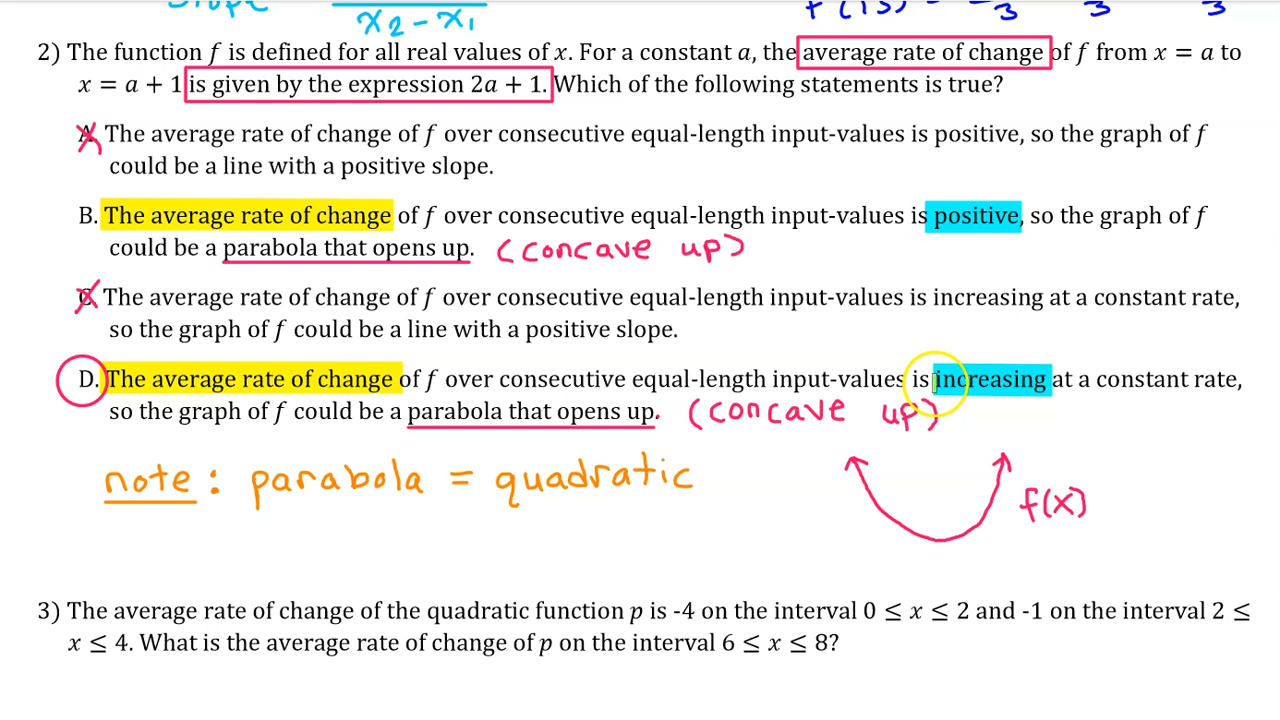 Slope
x₂ - x₁
f(13) = 3 3 3
2) The function f is defined for all real values of x. For a constant a, the average rate of change of f from x = a to
x = a + 1 is given by the expression 2a + 1. Which of the following statements is true?
A. The average rate of change of f over consecutive equal-length input-values is positive, so the graph of f
could be a line with a positive slope.
B. The average rate of change of f over consecutive equal-length input-values is positive, so the graph of f
could be a parabola that opens up. (concave up)
C. The average rate of change of f over consecutive equal-length input-values is increasing at a constant rate,
so the graph of f could be a line with a positive slope.
D. The average rate of change of f over consecutive equal-length input-values is increasing at a constant rate,
so the graph of f could be a parabola that opens up. (concave up)
note: parabola = quadratic
f(x)
3) The average rate of change of the quadratic function p is -4 on the interval 0 ≤ x ≤ 2 and -1 on the interval 2 ≤
x ≤ 4. What is the average rate of change of p on the interval 6 ≤ x ≤ 8?